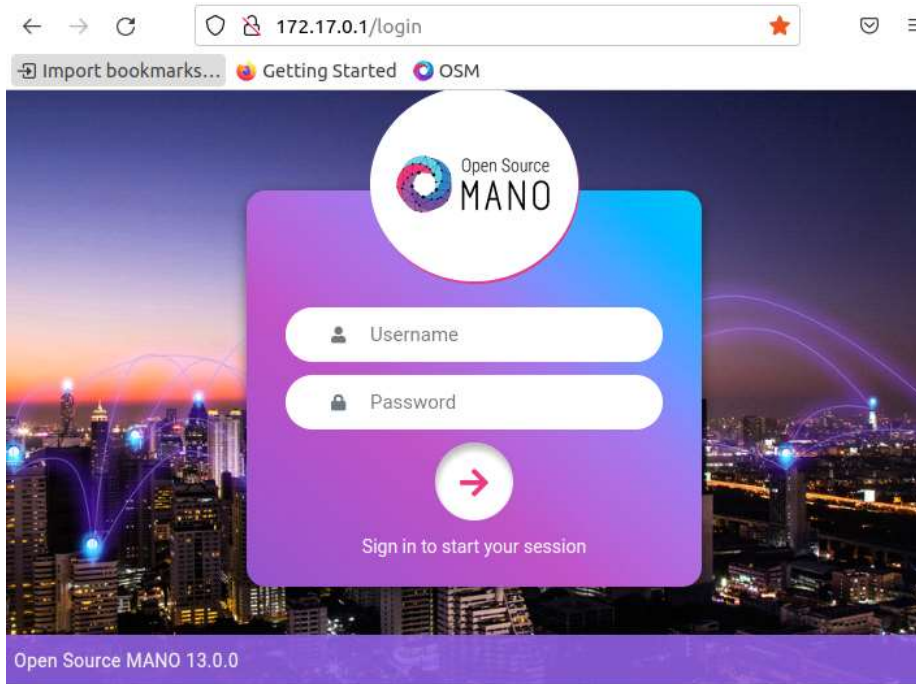 172.17.0.1/login
Import bookmarks... Getting Started OSM
Open Source
MANO
Username
Password
Sign in to start your session
Open Source MANO 13.0.0